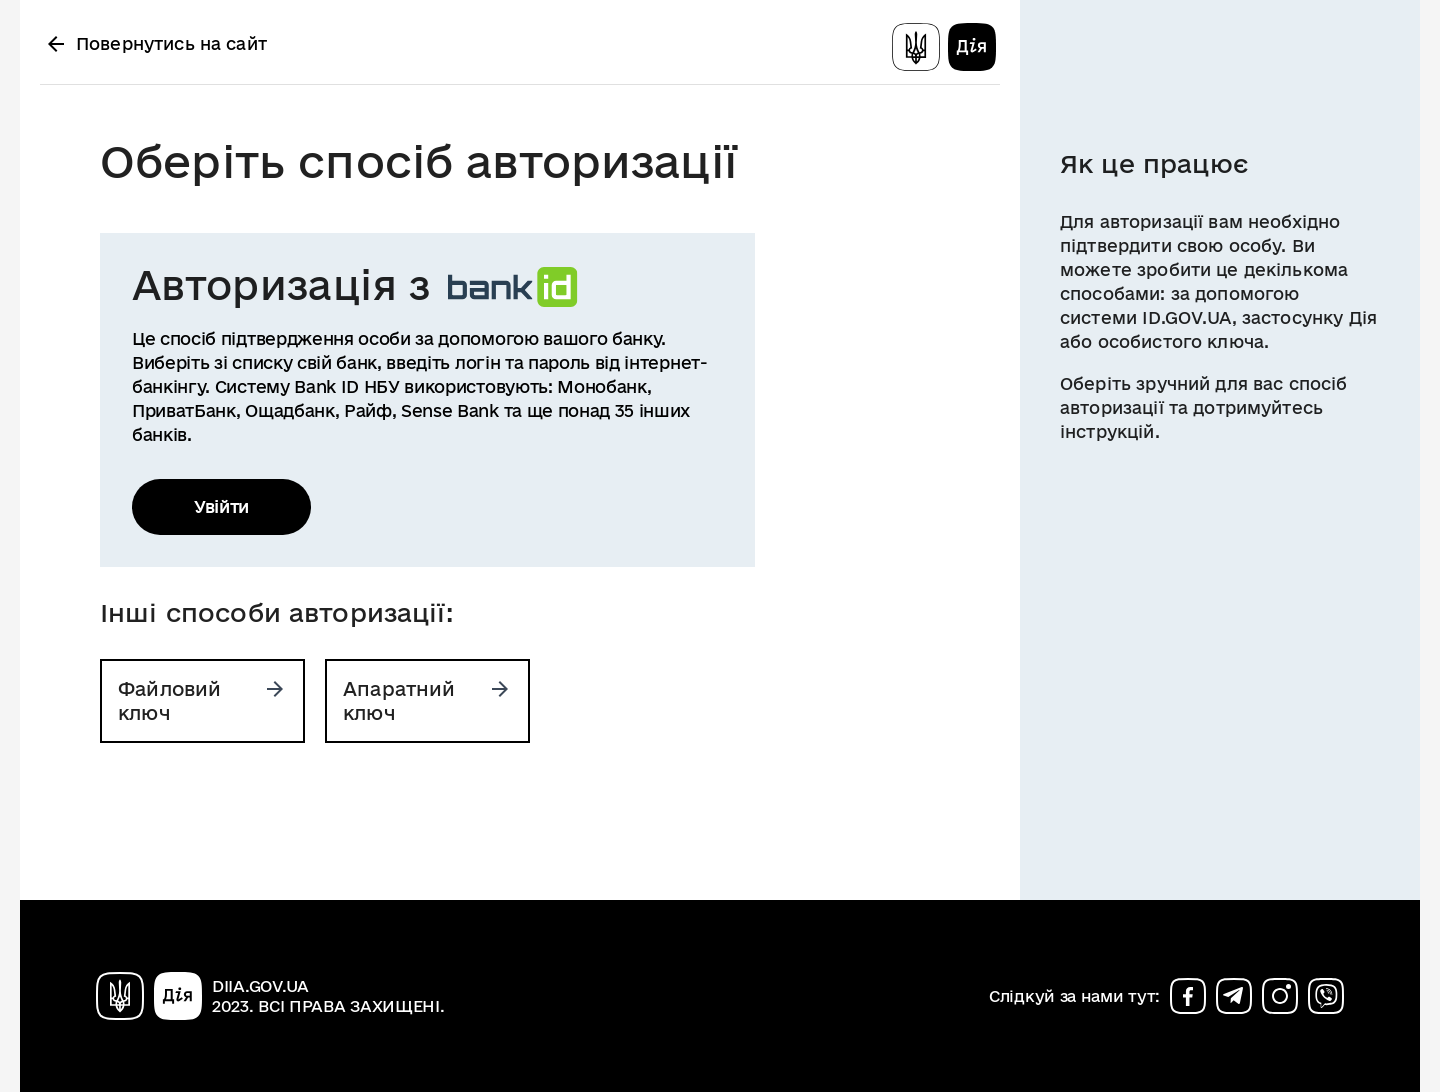 Повернутись на сайт
Дія
Оберіть спосіб авторизації
Авторизація з bankid
Це спосіб підтвердження особи за допомогою вашого банку.
Виберіть зі списку свій банк, введіть логін та пароль від інтернет-
банкінгу. Систему Bank ID НБУ використовують: Монобанк,
ПриватБанк, Ощадбанк, Райф, Sense Bank та ще понад 35 інших
банків.
Увійти
Інші способи авторизації:
Файловий
ключ
Апаратний
ключ
Як це працює
Для авторизації вам необхідно
підтвердити свою особу. Ви
можете зробити це декількома
способами: за допомогою
системи ID.GOV.UA, застосунку Дія
або особистого ключа.
Оберіть зручний для вас спосіб
авторизації та дотримуйтесь
інструкцій.
Дія
DIIA.GOV.UA
2023. ВСІ ПРАВА ЗАХИЩЕНІ.
Слідкуй за нами тут: